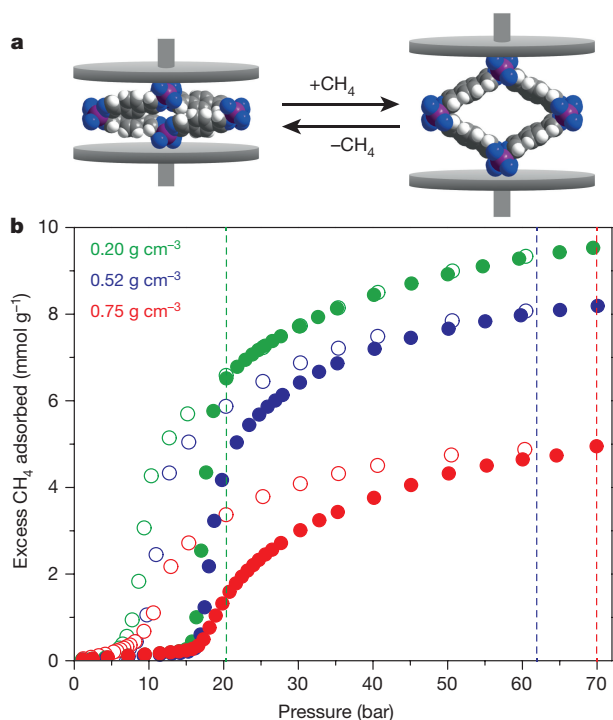 a
+CH₄
−CH₄
b
10
8
6
4
2
0
0.20 g cm⁻³
0.52 g cm⁻³
0.75 g cm⁻³
Excess CH₄ adsorbed (mmol g⁻¹)
0 10 20 30 40 50 60 70
Pressure (bar)